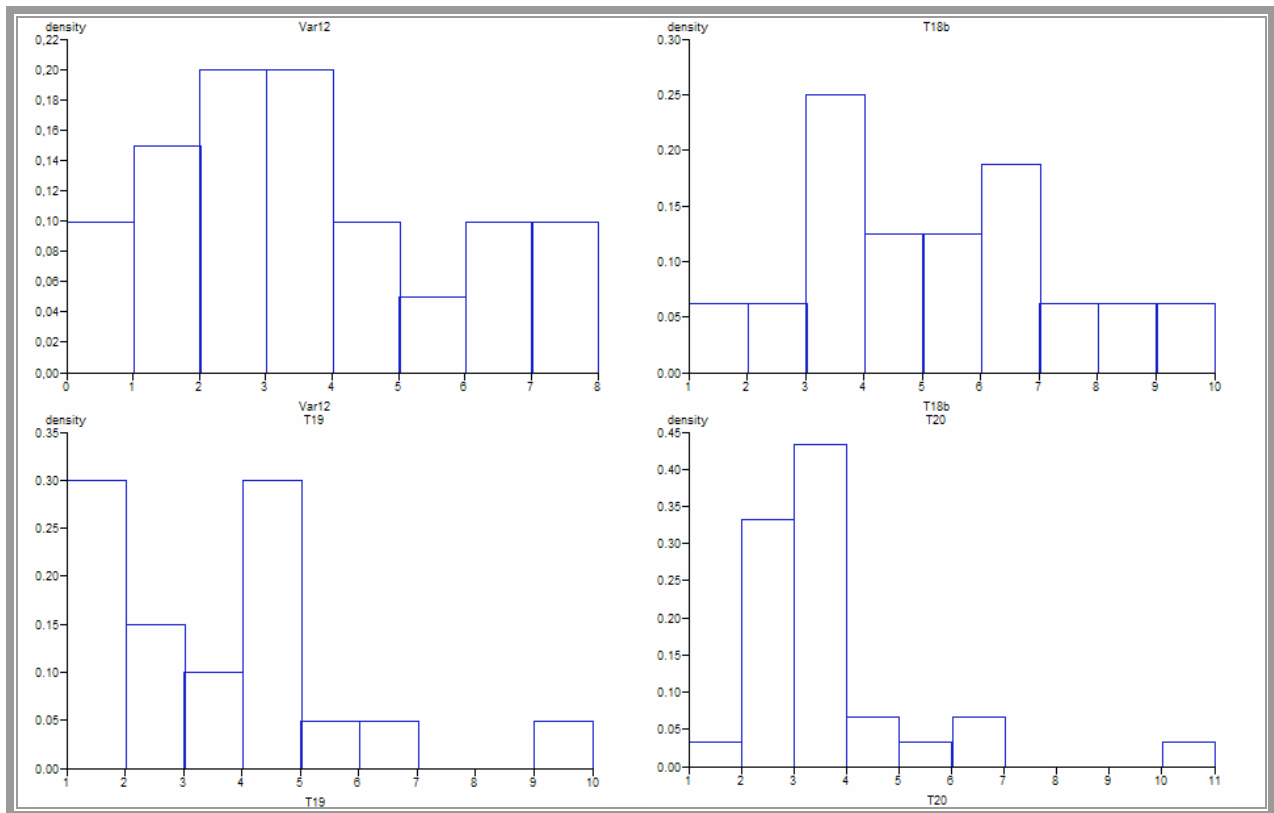 density
Var12
0,22
0,20
0,18
0,16
0,14
0,12
0,10
0,08
0,06
0,04
0,02
0,00
0 1 2 3 4 5 6 7 8
Var12
density
T18b
0.30
0.25
0.20
0.15
0.10
0.05
0.00
1 2 3 4 5 6 7 8 9 10
T18b
density
T19
0.35
0.30
0.25
0.20
0.15
0.10
0.05
0.00
1 2 3 4 5 6 7 8 9 10
T19
T20
0.45
0.40
0.35
0.30
0.25
0.20
0.15
0.10
0.05
0.00
1 2 3 4 5 6 7 8 9 10 11
T20
density